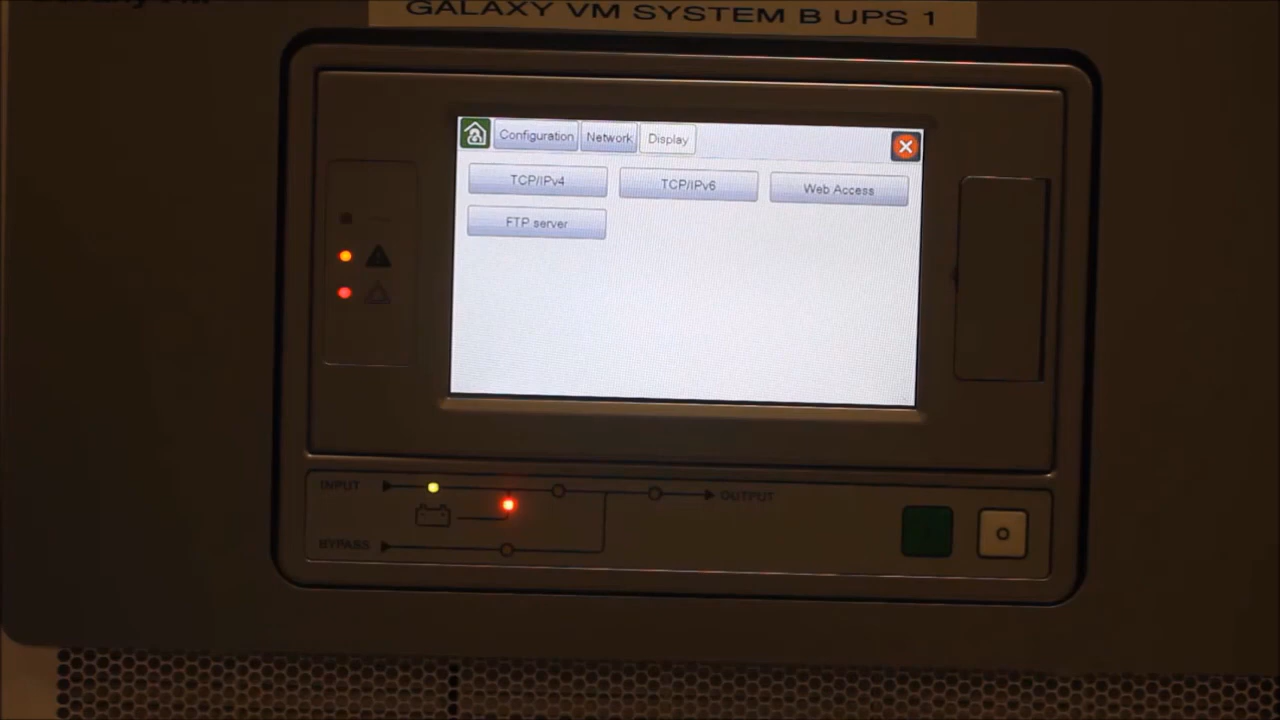 GALAXY VM SYSTEM B UPS 1
Configuration Network Display
TCP/IPv4 TCP/IPv6 Web Access
FTP server
INPUT
OUTPUT
BYPASS